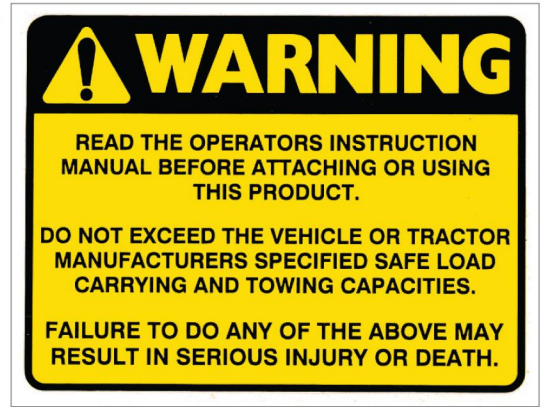 WARNING
READ THE OPERATORS INSTRUCTION
MANUAL BEFORE ATTACHING OR USING
THIS PRODUCT.
DO NOT EXCEED THE VEHICLE OR TRACTOR
MANUFACTURERS SPECIFIED SAFE LOAD
CARRYING AND TOWING CAPACITIES.
FAILURE TO DO ANY OF THE ABOVE MAY
RESULT IN SERIOUS INJURY OR DEATH.